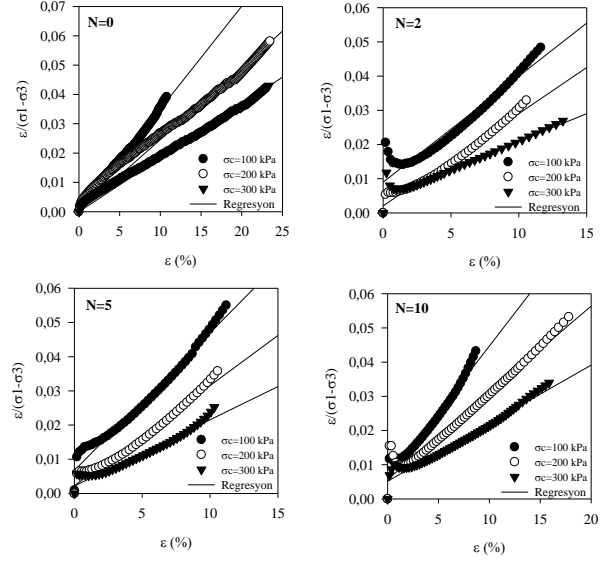 N=0
0,07
0,06
0,05
0,04
0,03
0,02
0,01
0,00
ε/(σ1-σ3)
σc=100 kPa
σc=200 kPa
σc=300 kPa
Regresyon
0 5 10 15 20 25
ε (%)
N=2
0,06
0,05
0,04
0,03
0,02
0,01
0,00
ε/(σ1-σ3)
σc=100 kPa
σc=200 kPa
σc=300 kPa
Regresyon
0 5 10 15
ε (%)
N=5
0,06
0,05
0,04
0,03
0,02
0,01
0,00
ε/(σ1-σ3)
σc=100 kPa
σc=200 kPa
σc=300 kPa
Regresyon
0 5 10 15
ε (%)
N=10
0,06
0,05
0,04
0,03
0,02
0,01
0,00
ε/(σ1-σ3)
σc=100 kPa
σc=200 kPa
σc=300 kPa
Regresyon
0 5 10 15 20
ε (%)